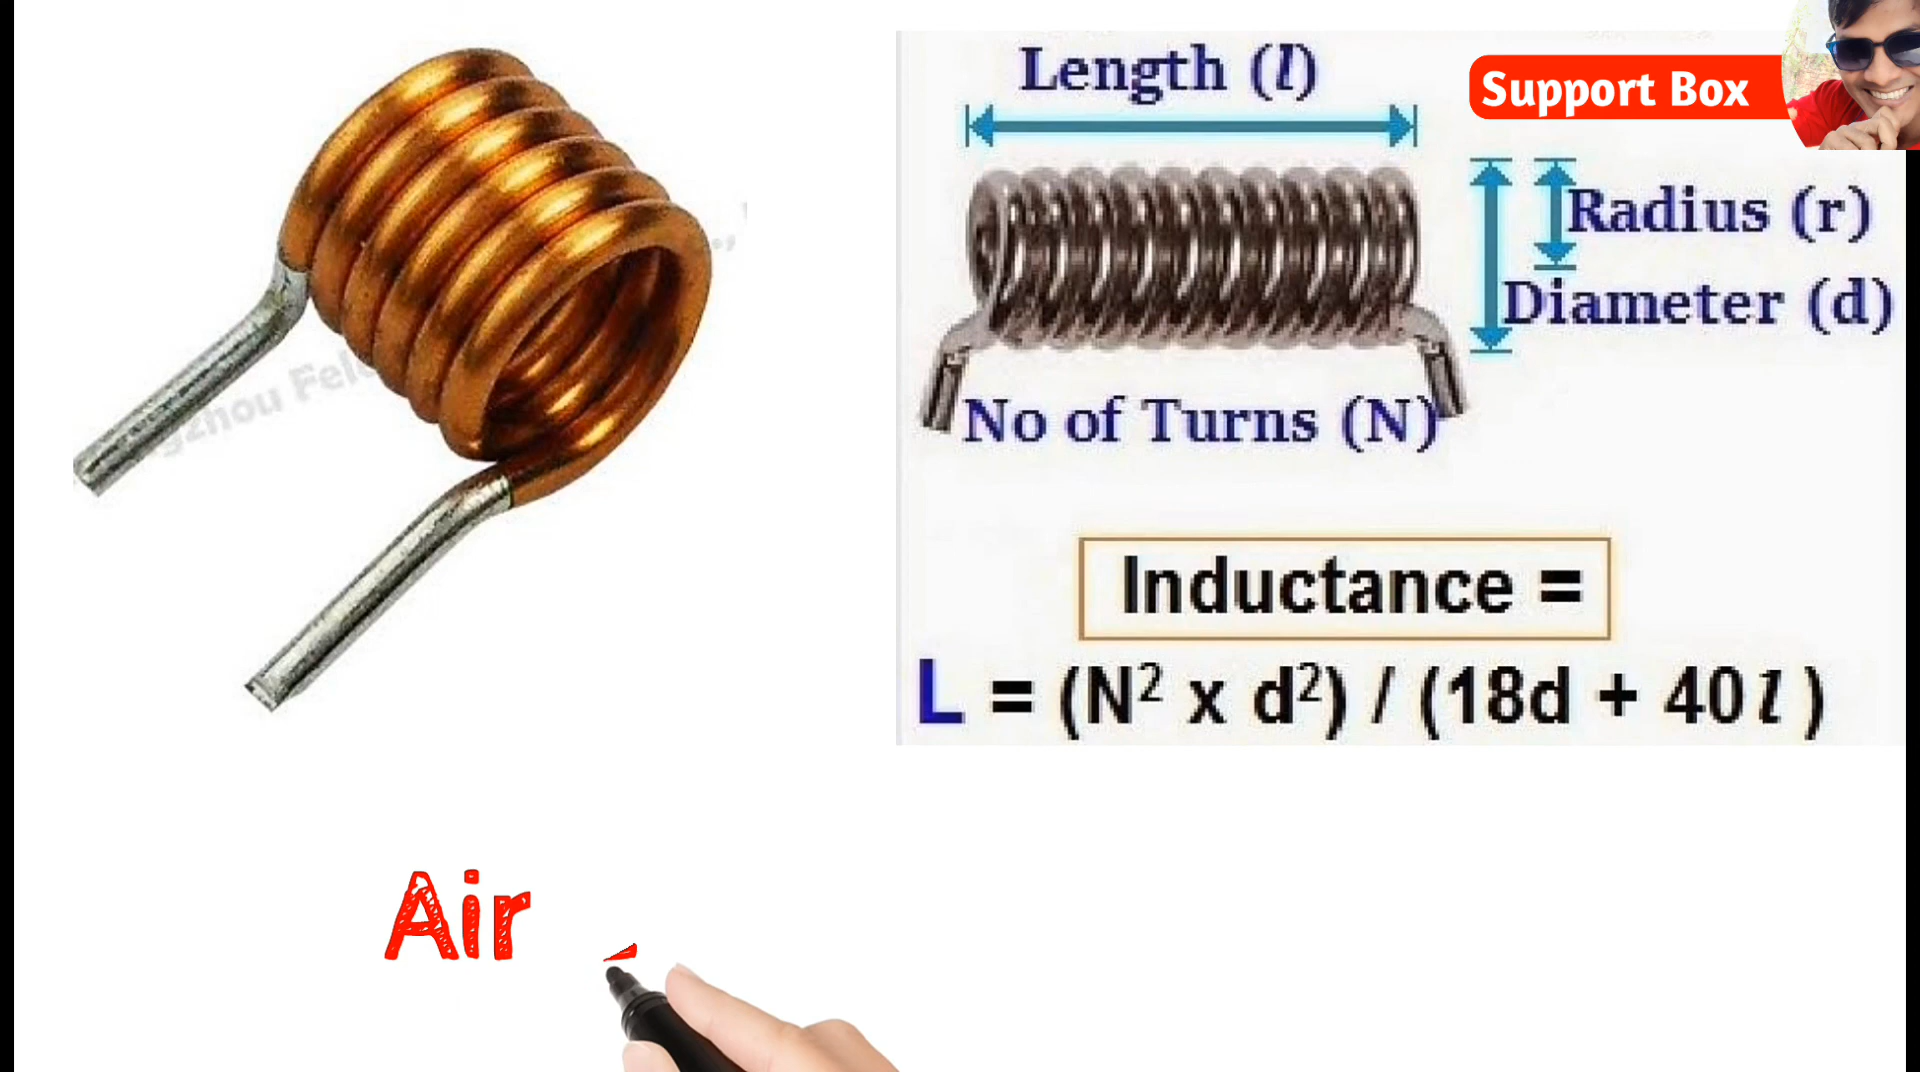 Length (l)
Support Box
Radius (r)
Diameter (d)
No of Turns (N)
Inductance =
L = (N² x d²) / (18d + 40l)
Air